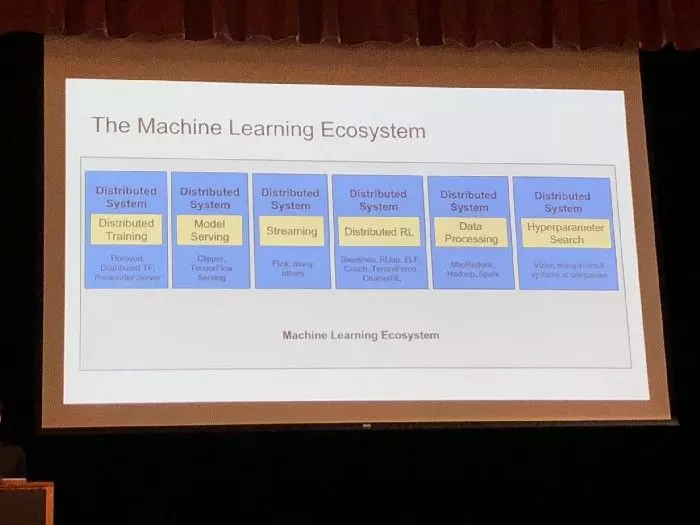 The Machine Learning Ecosystem
Distributed
System
Distributed
Training
Horovod,
Distributed TF,
Parameter Server
Distributed
System
Model
Serving
Clipper,
TensorFlow
Serving
Distributed
System
Streaming
Flink, many
others
Distributed
System
Distributed RL
Baselines, RLlab, ELF,
Coach, TensorForce,
ChainerRL
Distributed
System
Data
Processing
MapReduce,
Hadoop, Spark
Distributed
System
Hyperparameter
Search
Vizier, many internal
systems at companies
Machine Learning Ecosystem